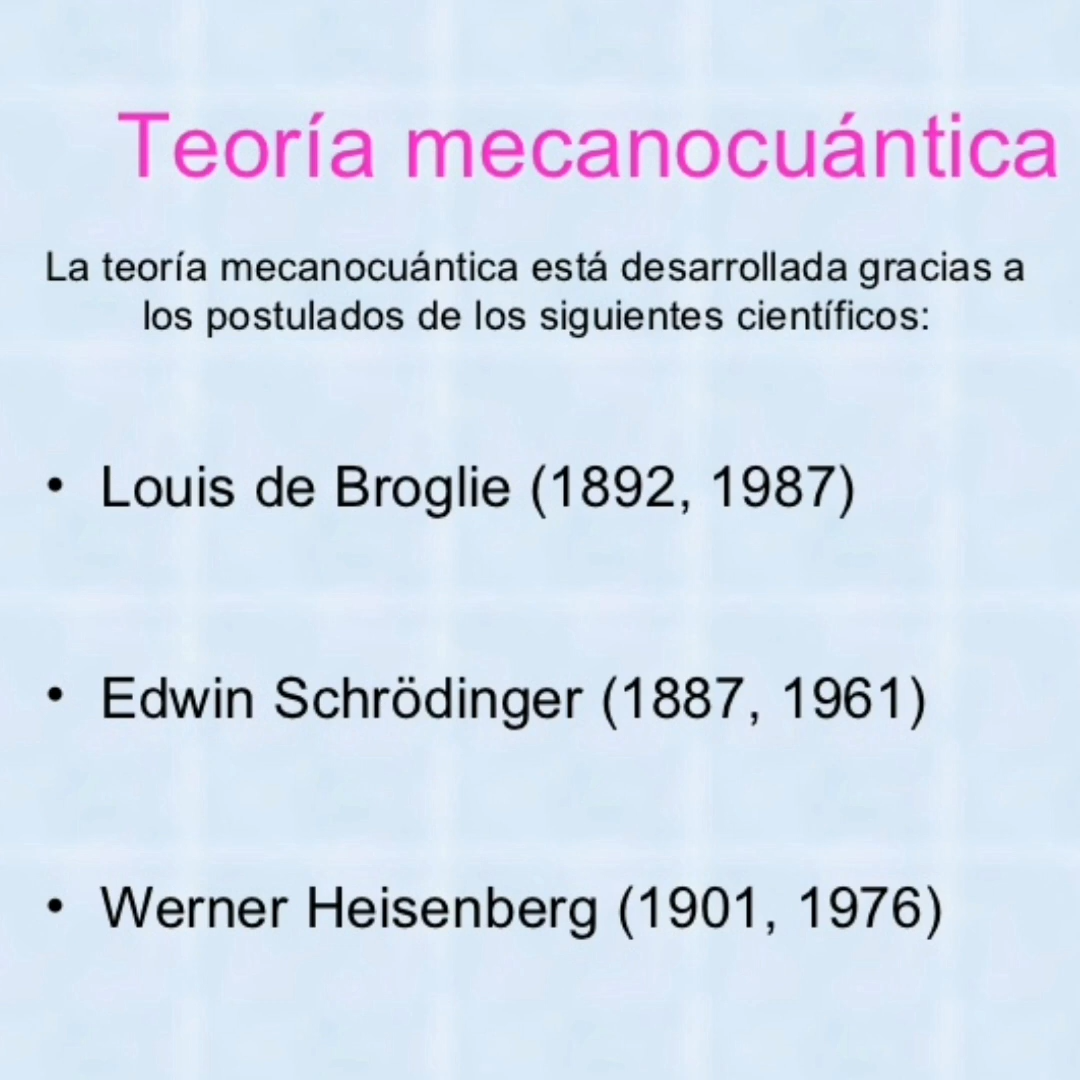 Teoría mecanocuántica
La teoría mecanocuántica está desarrollada gracias a
los postulados de los siguientes científicos:
• Louis de Broglie (1892, 1987)
• Edwin Schrödinger (1887, 1961)
• Werner Heisenberg (1901, 1976)